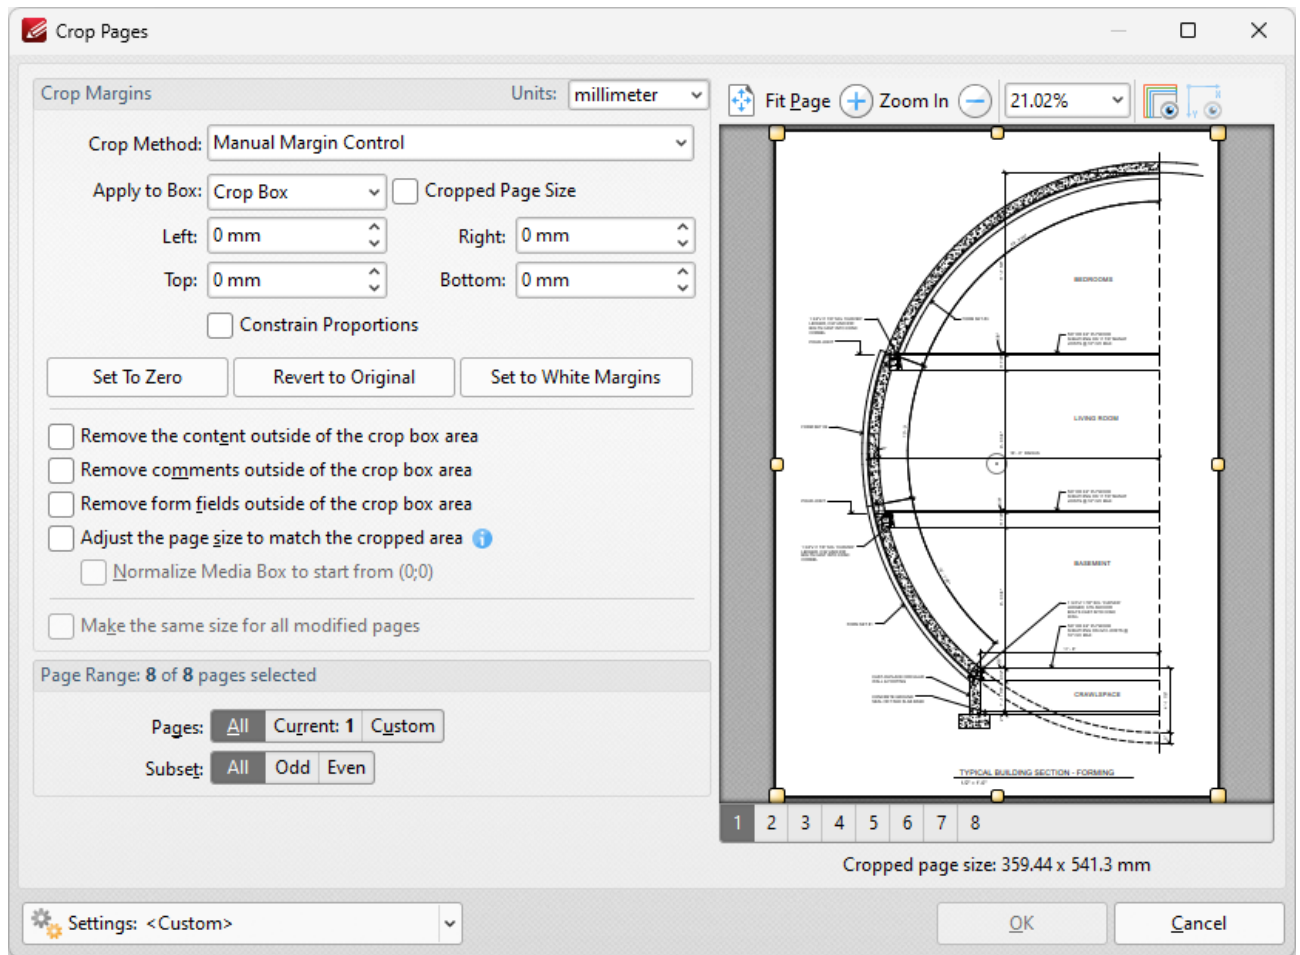 Crop Pages
Crop Margins
Units: millimeter
Crop Method: Manual Margin Control
Apply to Box: Crop Box
Cropped Page Size
Left: 0 mm
Right: 0 mm
Top: 0 mm
Bottom: 0 mm
Constrain Proportions
Set To Zero
Revert to Original
Set to White Margins
Remove the content outside of the crop box area
Remove comments outside of the crop box area
Remove form fields outside of the crop box area
Adjust the page size to match the cropped area
Normalize Media Box to start from (0;0)
Make the same size for all modified pages
Page Range: 8 of 8 pages selected
Pages: All Current: 1 Custom
Subset: All Odd Even
Fit Page
Zoom In
21.02%
BEDROOMS
LIVING ROOM
BASEMENT
CRAWLSPACE
TYPICAL BUILDING SECTION - FORMING
1 2 3 4 5 6 7 8
Cropped page size: 359.44 x 541.3 mm
Settings: <Custom>
OK
Cancel